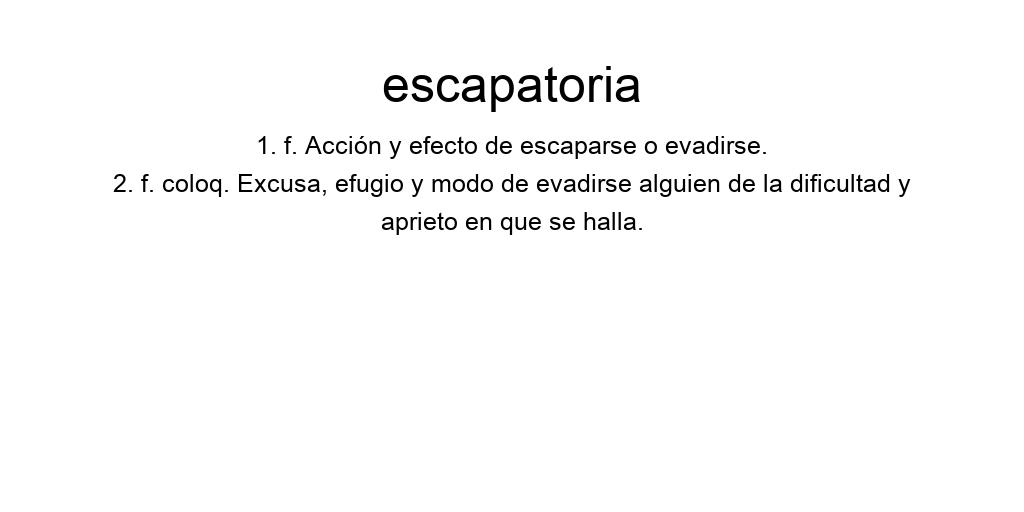 escapatoria
1. f. Acción y efecto de escaparse o evadirse.
2. f. coloq. Excusa, efugio y modo de evadirse alguien de la dificultad y
aprieto en que se halla.